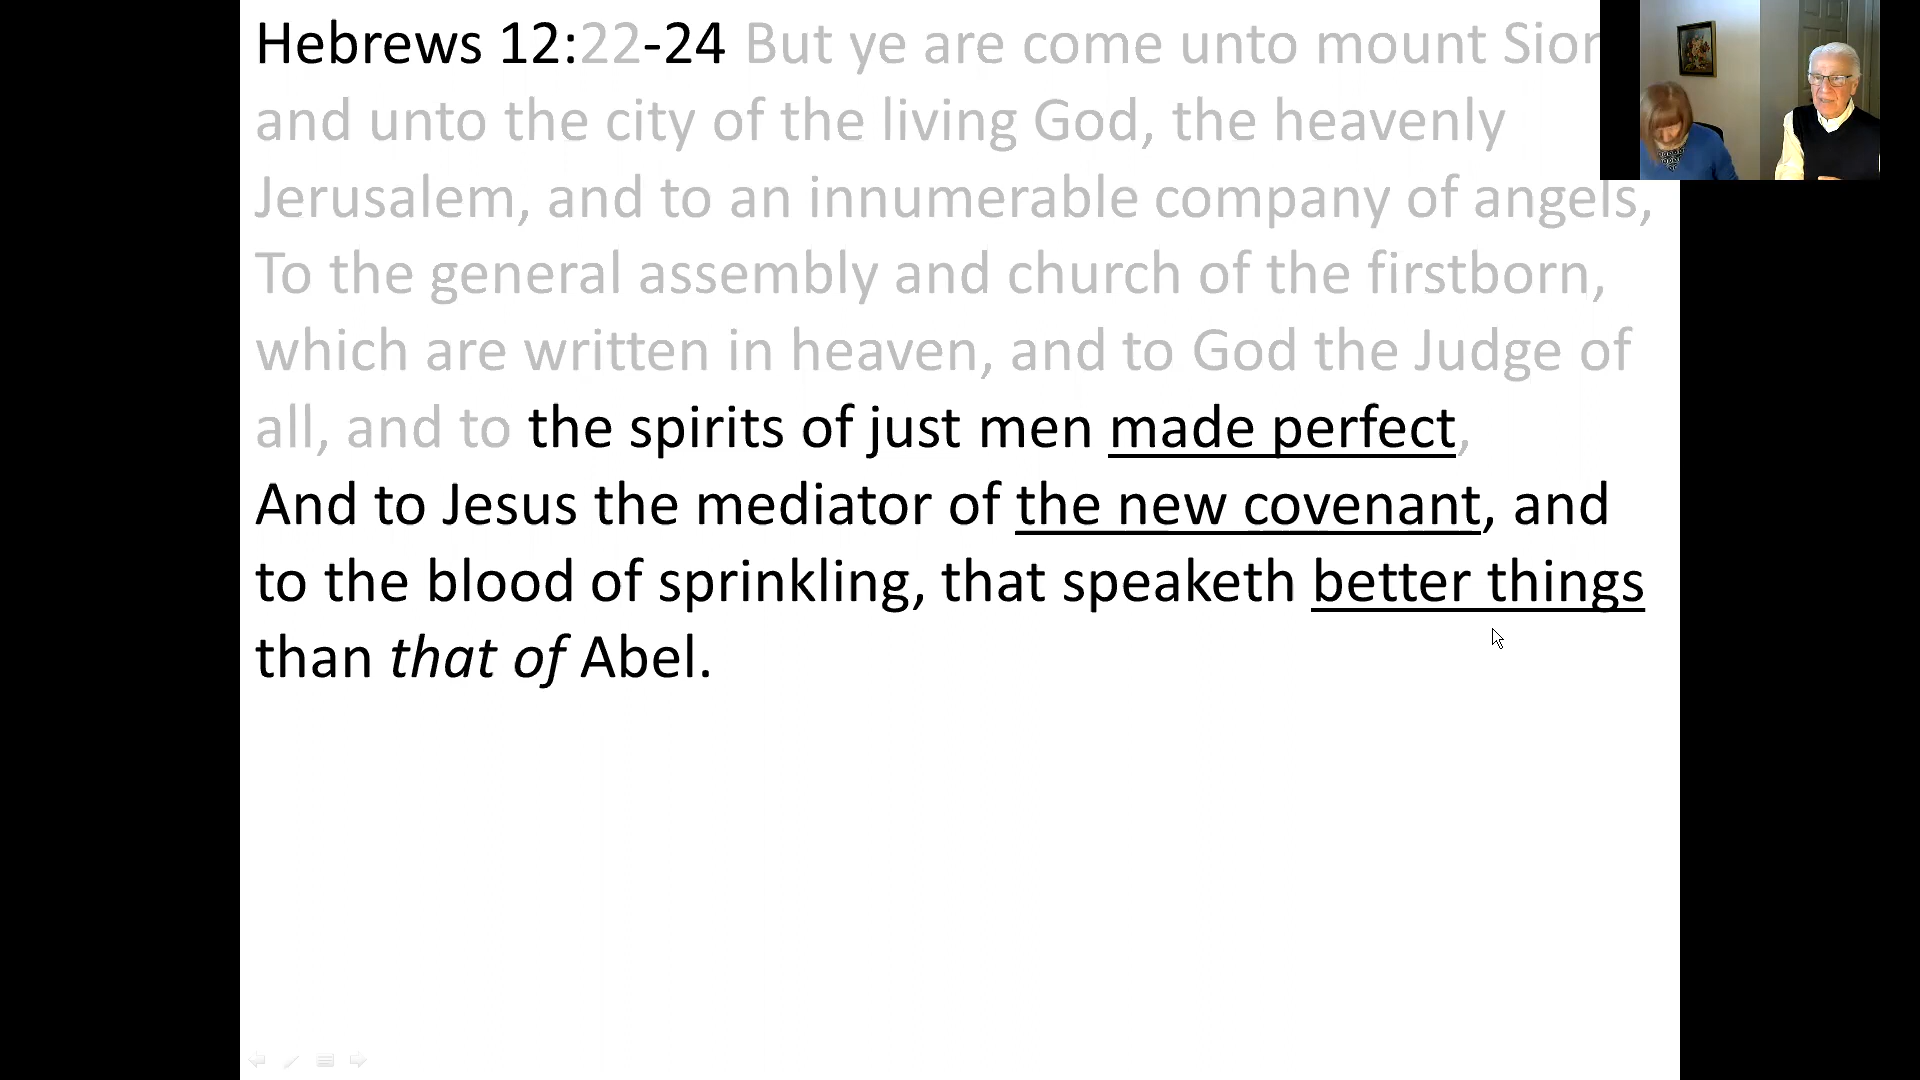 Hebrews 12:22-24 But ye are come unto mount Sion
and unto the city of the living God, the heavenly
Jerusalem, and to an innumerable company of angels,
To the general assembly and church of the firstborn,
which are written in heaven, and to God the Judge of
all, and to the spirits of just men made perfect,
And to Jesus the mediator of the new covenant, and
to the blood of sprinkling, that speaketh better things
than that of Abel.